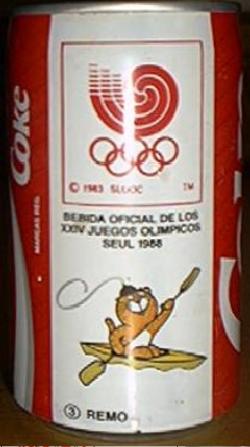 Coke
MARCAS REG.
© 1983 SLOOC TM
BEBIDA OFICIAL DE LOS
XXIV JUEGOS OLIMPICOS
SEUL 1988
3 REMO